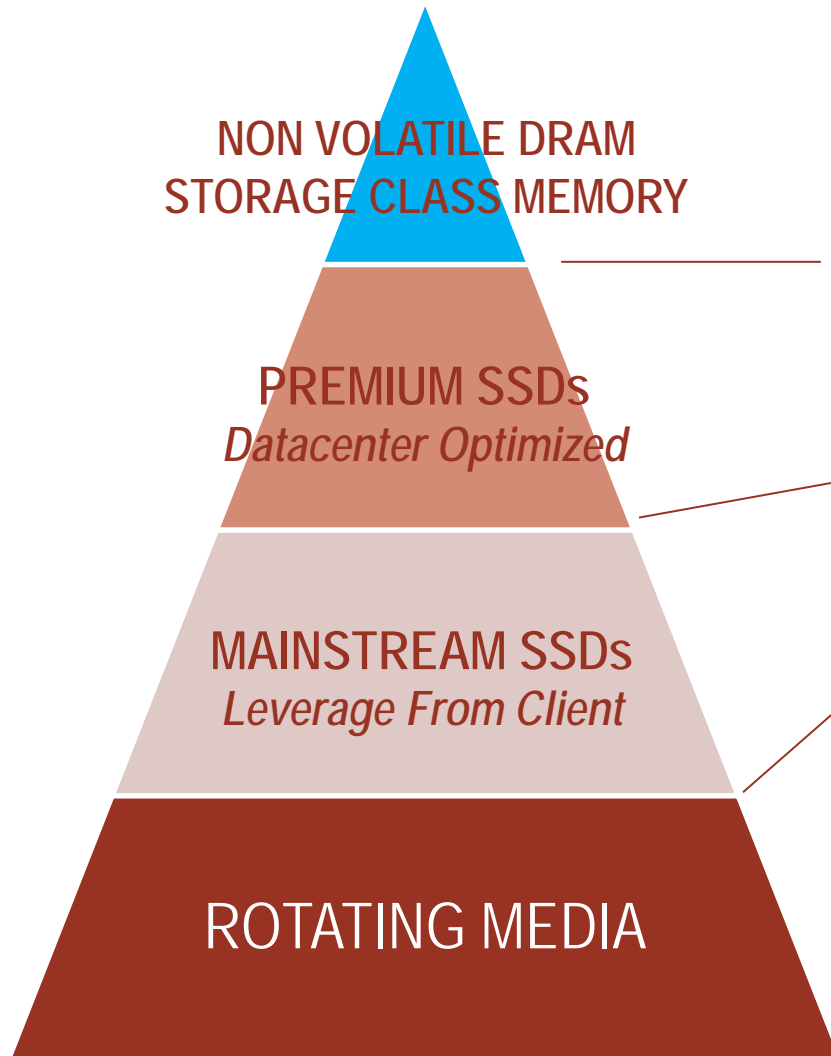 NON VOLATILE DRAM
STORAGE CLASS MEMORY
PREMIUM SSDs
Datacenter Optimized
MAINSTREAM SSDs
Leverage From Client
ROTATING MEDIA